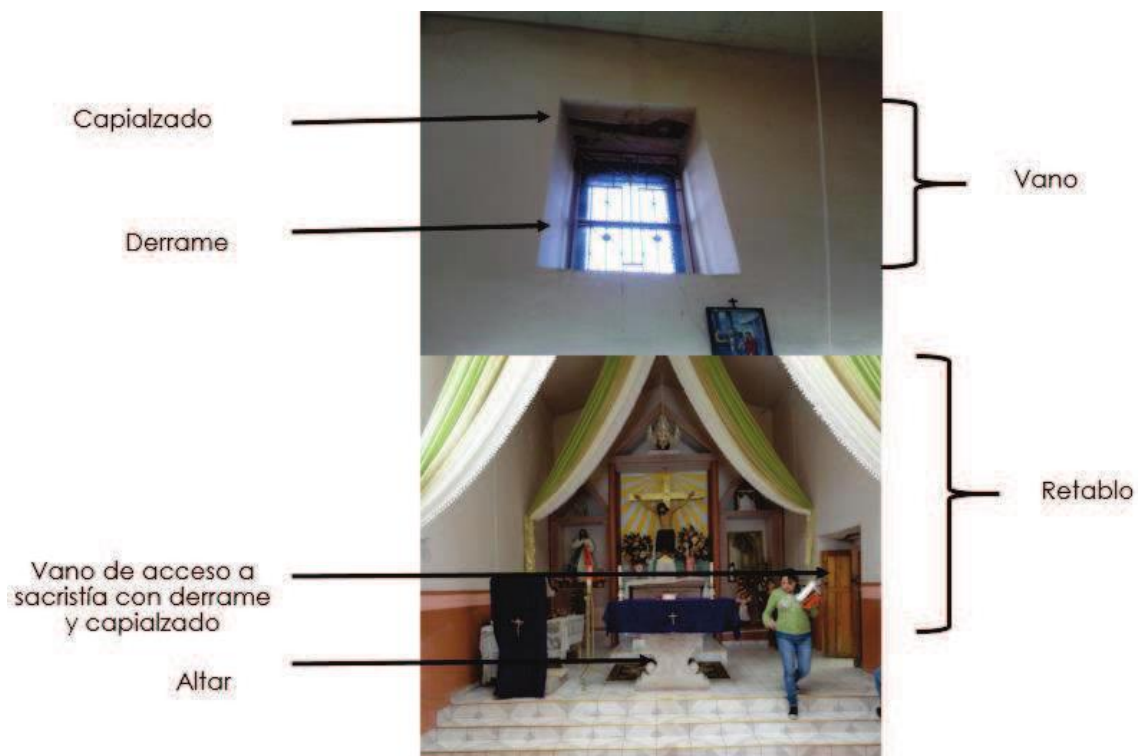 Capialzado
Vano
Derrame
Retablo
Vano de acceso a
sacristía con derrame
y capialzado
Altar